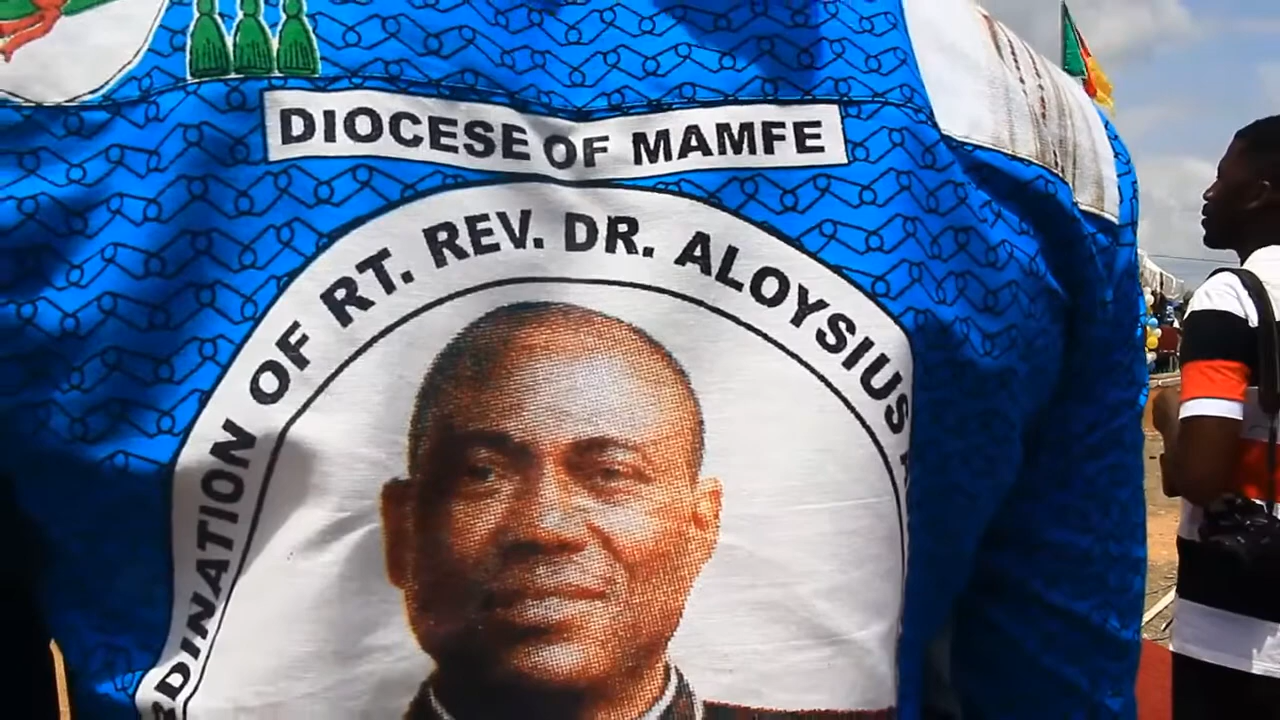 DIOCESE OF MAMFE
RDINATION OF RT. REV. DR. ALOYSIUS